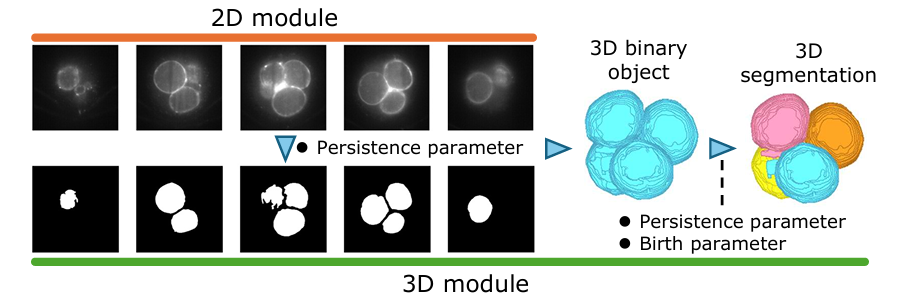 2D module
3D binary
object
3D
segmentation
● Persistence parameter
● Persistence parameter
● Birth parameter
3D module